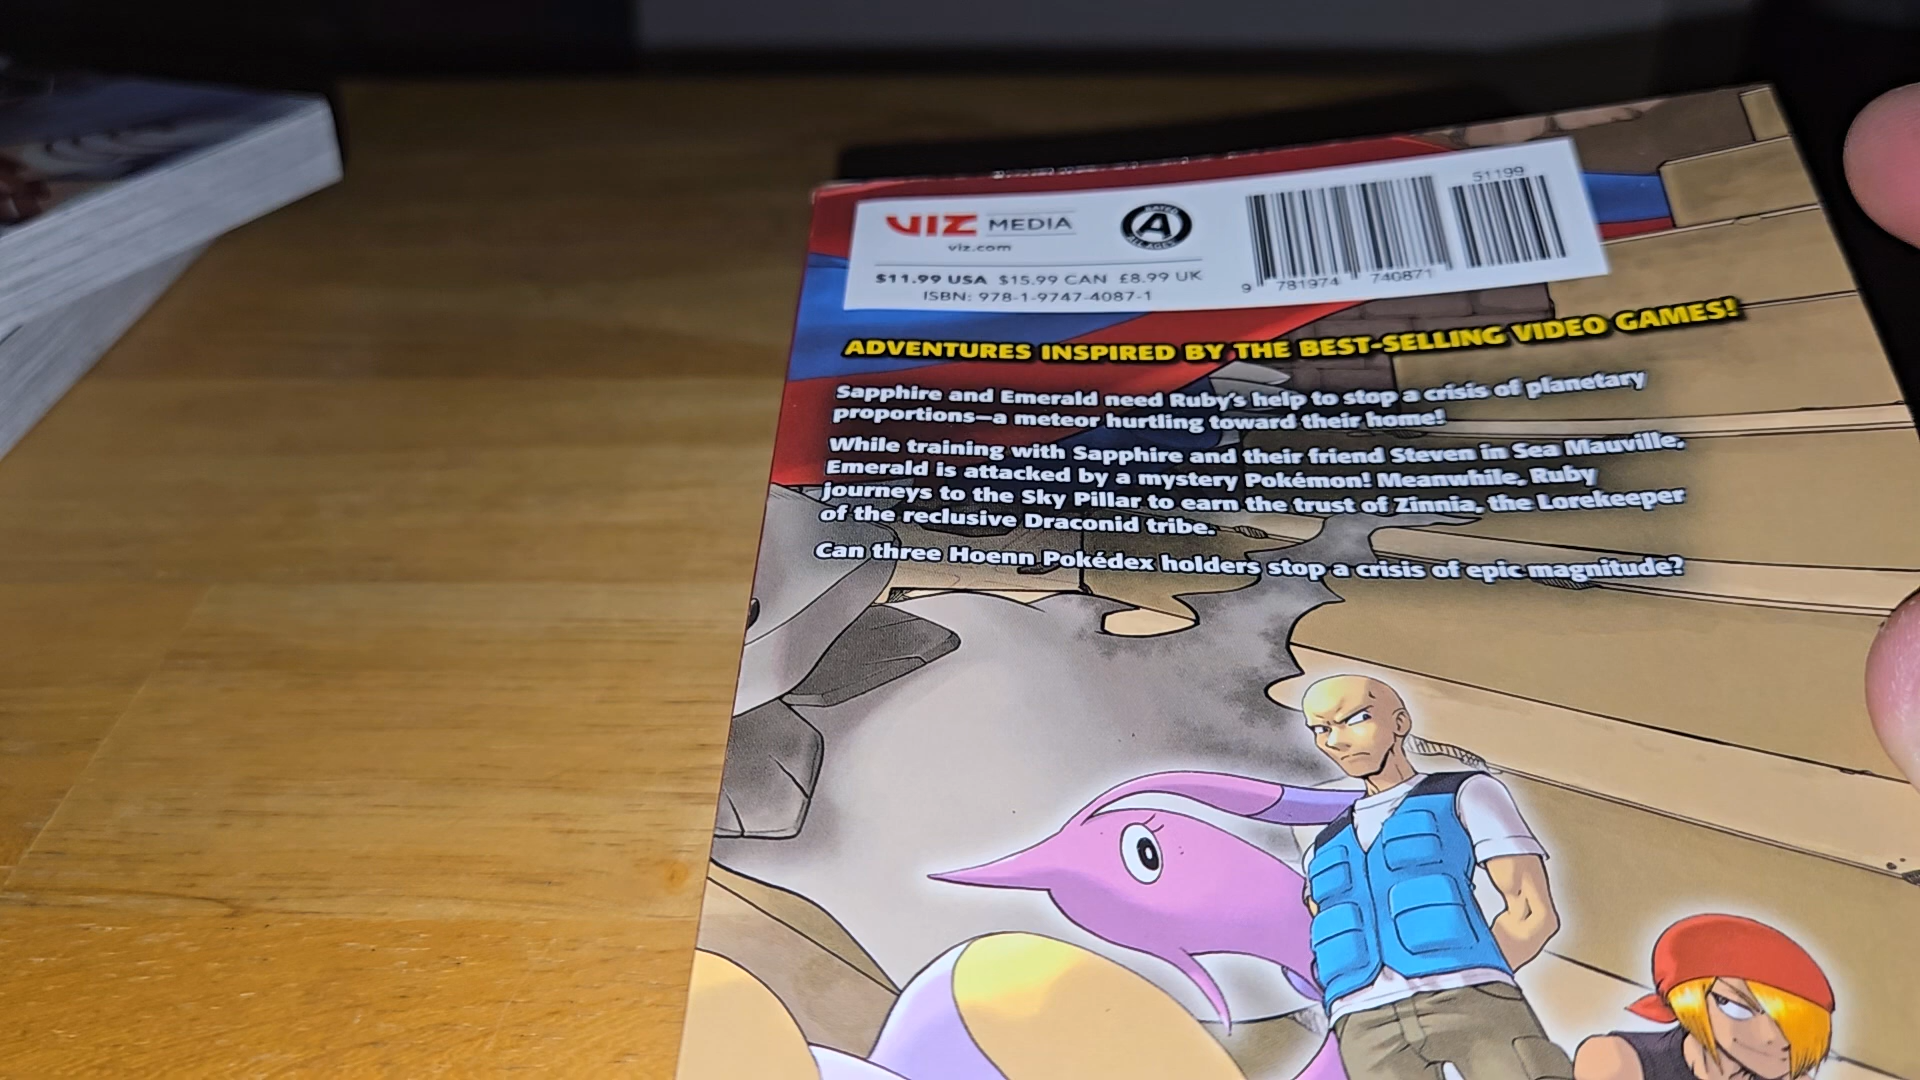 VIZ MEDIA
viz.com
RATED
A
ALL AGES
$11.99 USA $15.99 CAN £8.99 UK
ISBN: 978-1-9747-4087-1
51199
9 781974 740871
ADVENTURES INSPIRED BY THE BEST-SELLING VIDEO GAMES!
Sapphire and Emerald need Ruby's help to stop a crisis of planetary
proportions—a meteor hurtling toward their home!
While training with Sapphire and their friend Steven in Sea Mauville,
Emerald is attacked by a mystery Pokémon! Meanwhile, Ruby
journeys to the Sky Pillar to earn the trust of Zinnia, the Lorekeeper
of the reclusive Draconid tribe.
Can three Hoenn Pokédex holders stop a crisis of epic magnitude?